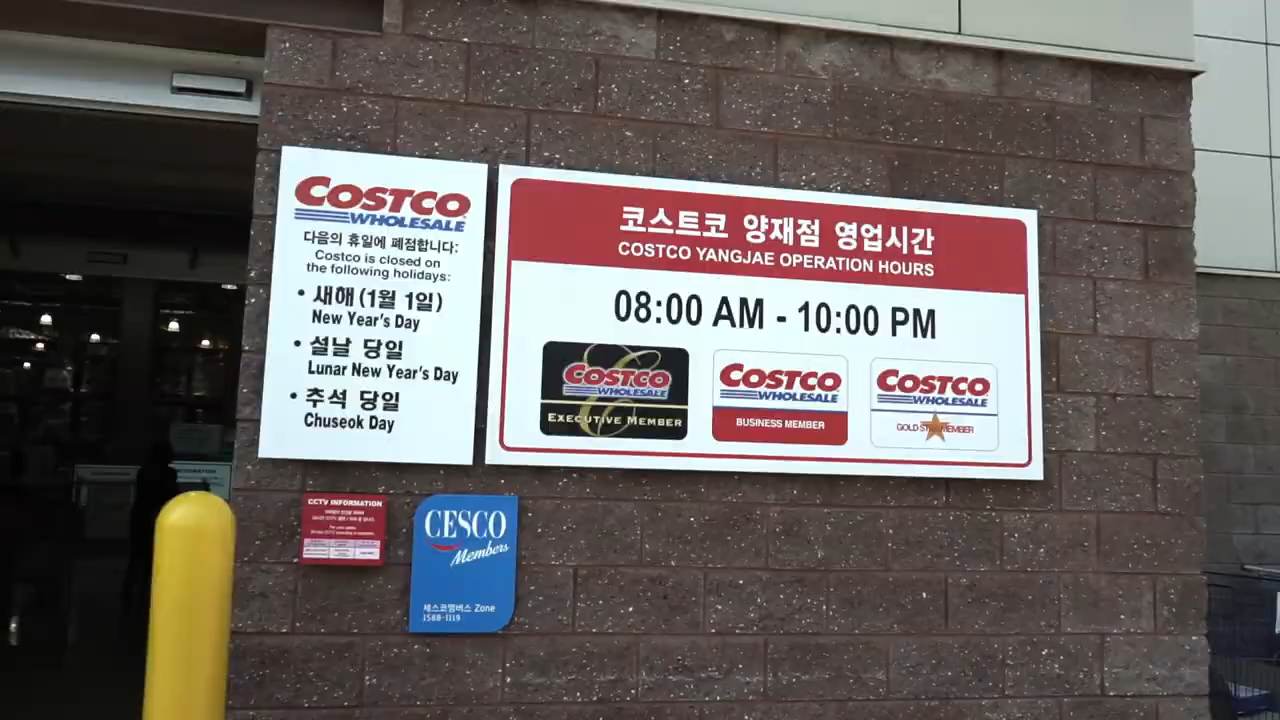 COSTCO
WHOLESALE
다음의 휴일에 폐점합니다:
Costco is closed on
the following holidays:
• 새해 (1월 1일)
New Year's Day
• 설날 당일
Lunar New Year's Day
• 추석 당일
Chuseok Day
코스트코 양재점 영업시간
COSTCO YANGJAE OPERATION HOURS
08:00 AM - 10:00 PM
COSTCO
WHOLESALE
EXECUTIVE MEMBER
COSTCO
WHOLESALE
BUSINESS MEMBER
COSTCO
WHOLESALE
GOLD STAR MEMBER
CCTV INFORMATION
CESCO
Members
세스코멤버스 Zone
1588-1119